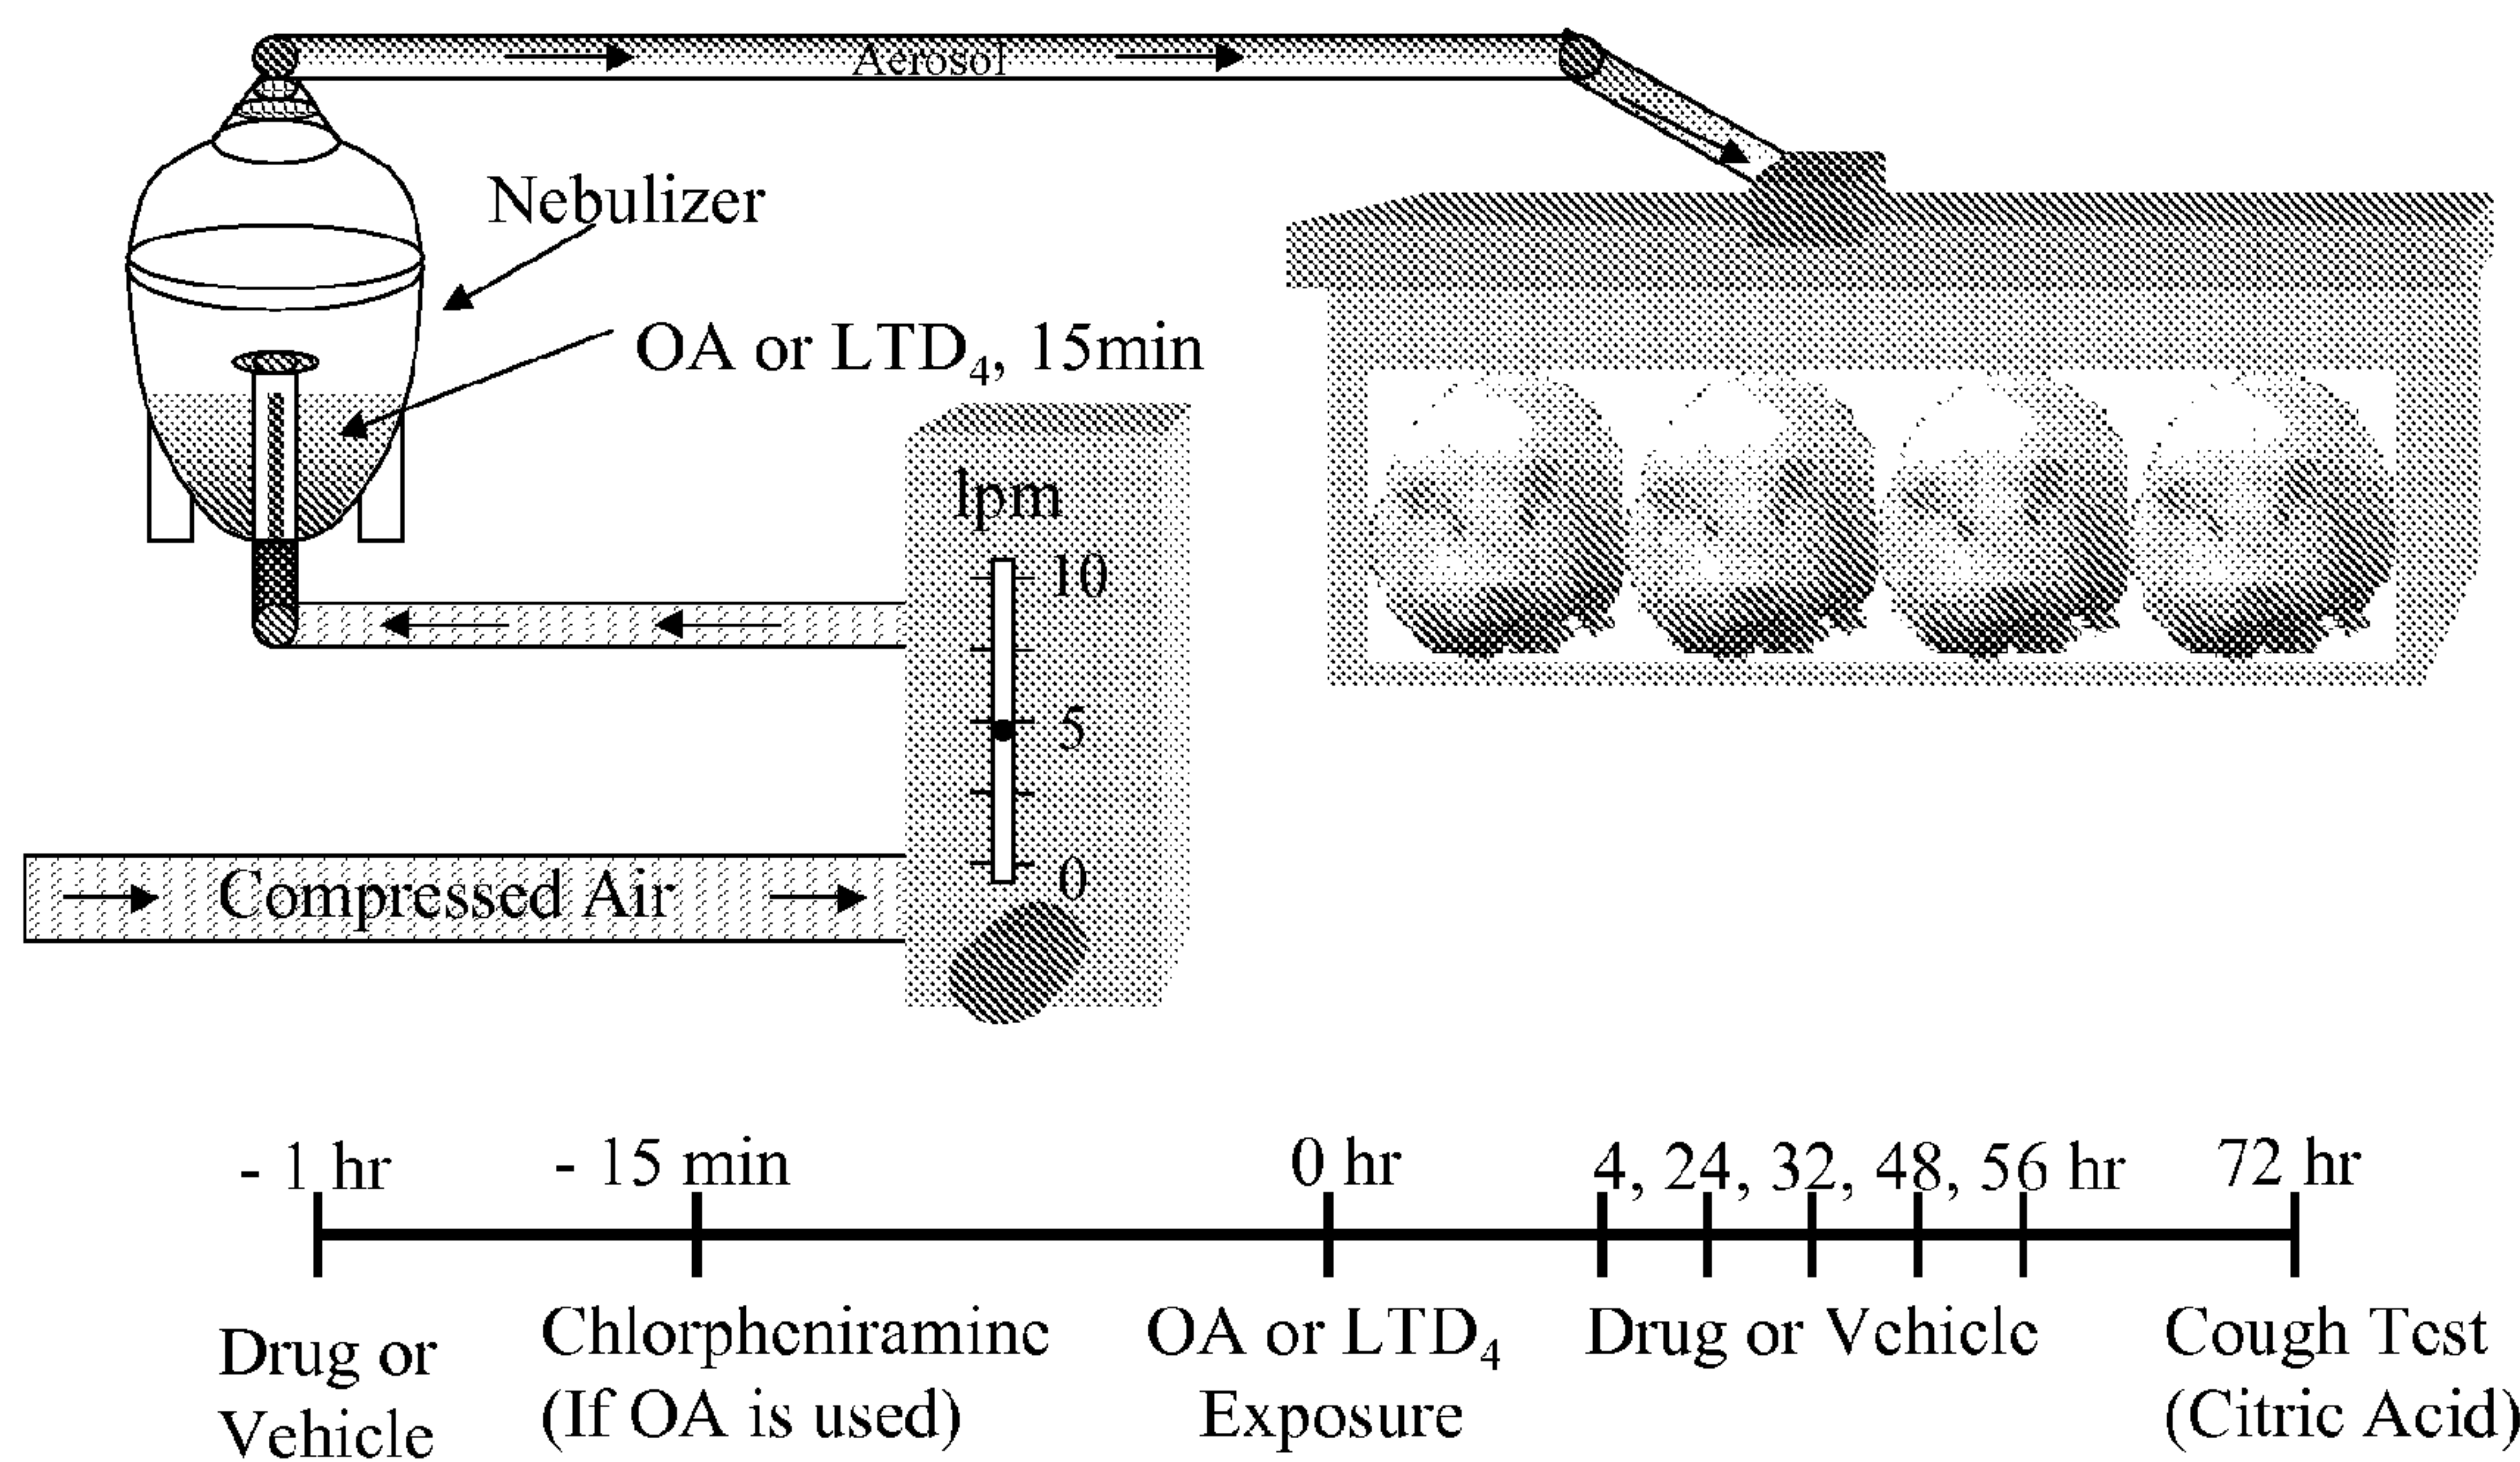 Aerosol
Nebulizer
OA or LTD4, 15min
lpm
10
5
0
Compressed Air
- 1 hr
- 15 min
0 hr
4, 24, 32, 48, 56 hr
72 hr
Drug or
Vehicle
Chlorpheniramine
(If OA is used)
OA or LTD4
Exposure
Drug or Vehicle
Cough Test
(Citric Acid)